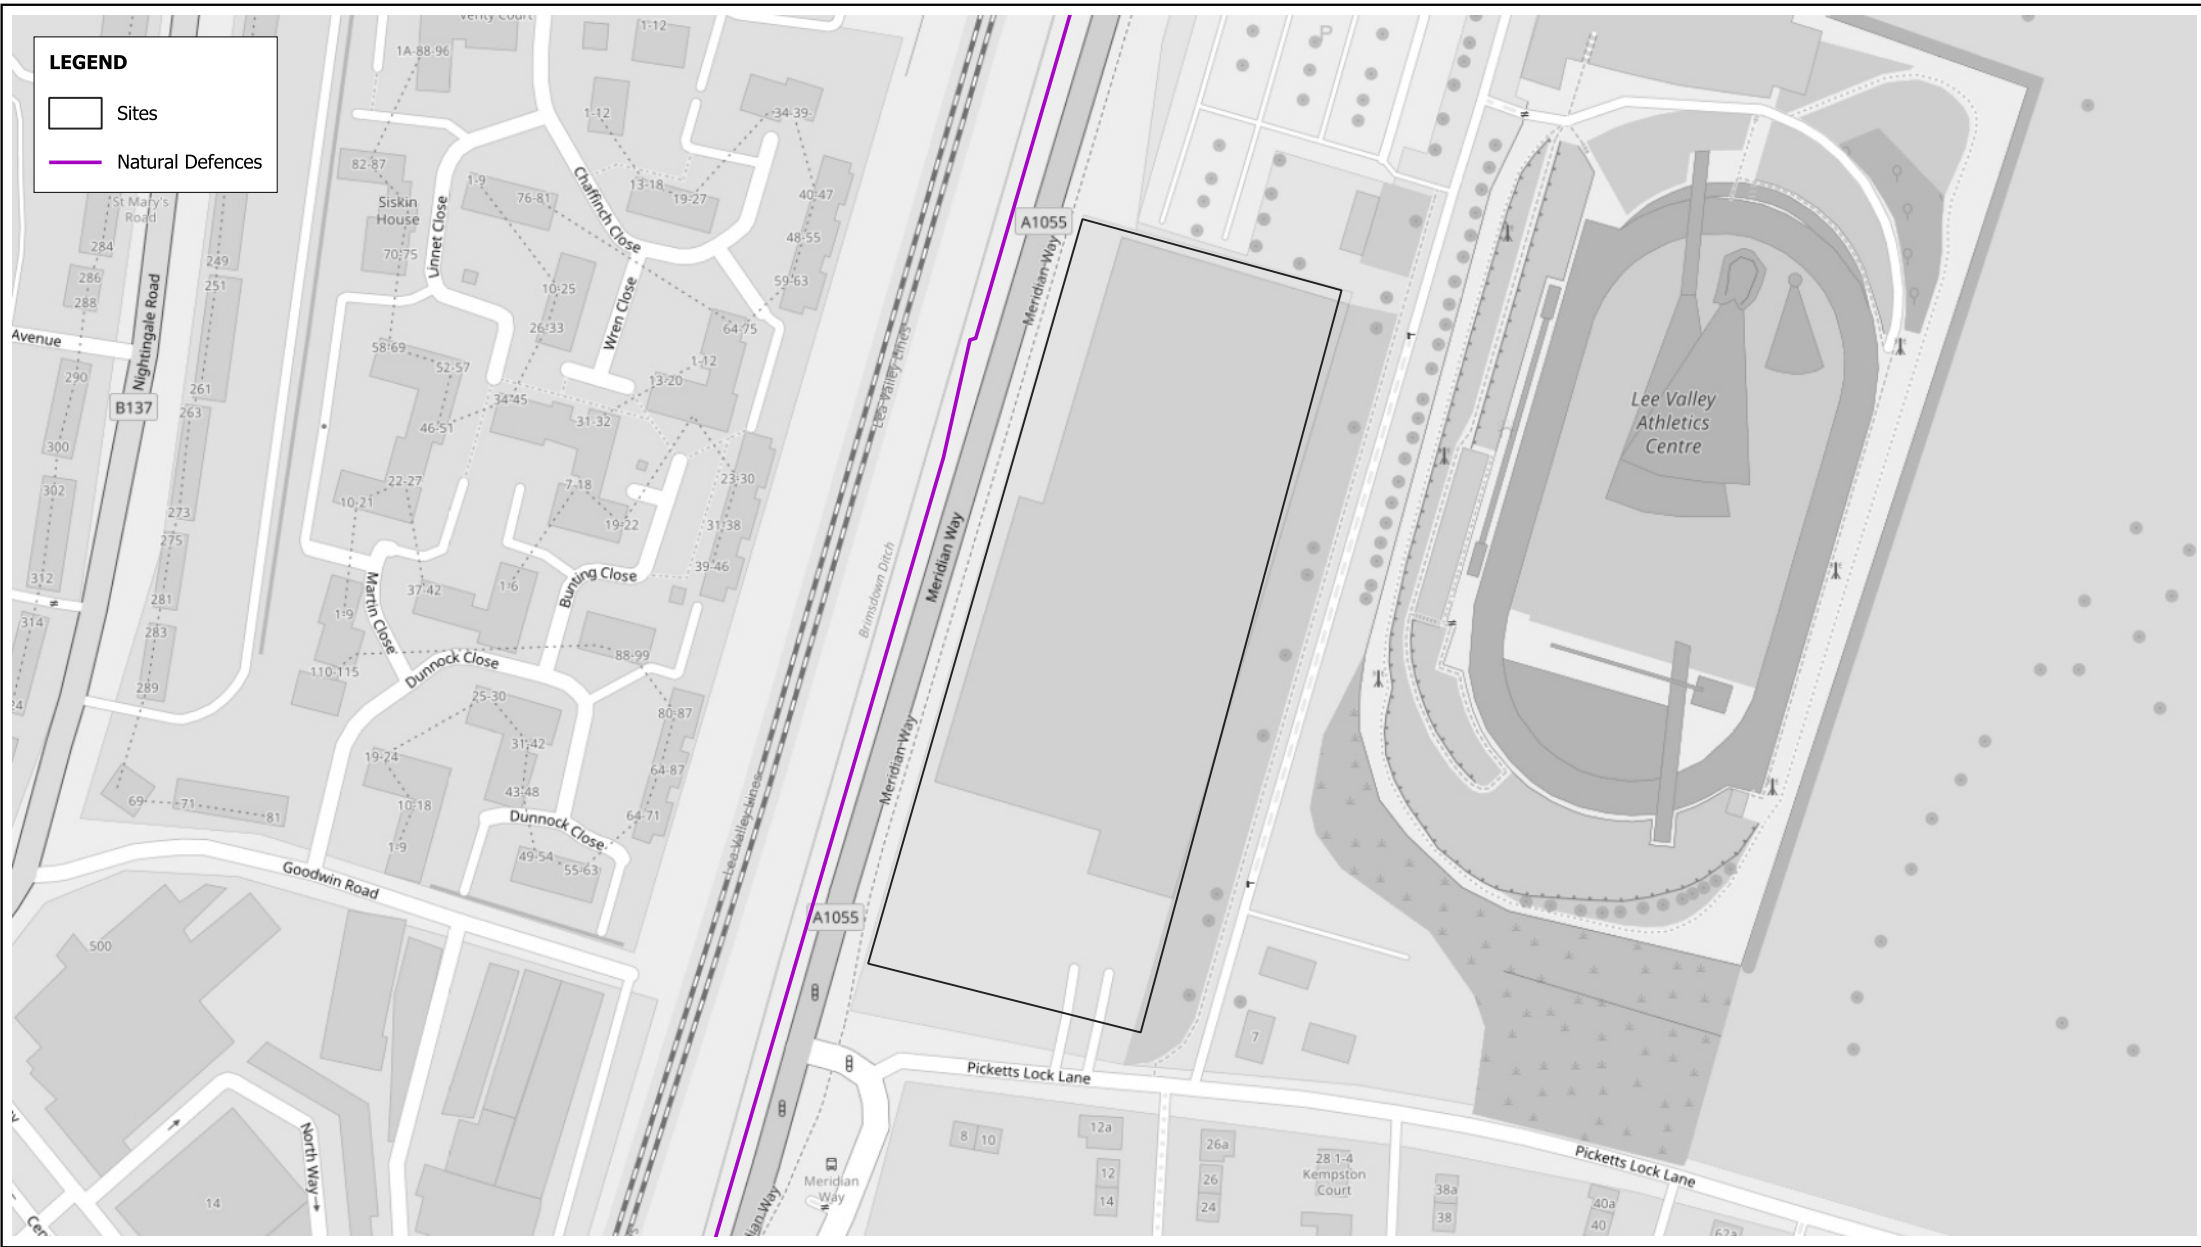 LEGEND
Sites
Natural Defences
Verity Court
1A-88-96
1-12
34-39
1-12
82-87
1-9
13-18
76-81
19-27
40-47
St Mary's
Road
Siskin
House
Linnet Close
Chaffinch Close
A1055
48-55
284
70-75
249
286
251
288
10-25
59-63
Meridian Way
Nightingale Road
Wren Close
26-33
64-75
Avenue
58-69
52-57
1-12
Lea Valley Lines
290
261
13-20
B137
263
34-45
31-32
46-51
Lee Valley
Athletics
Centre
300
22-27
7-18
23-30
302
10-21
273
19-22
31-38
275
Meridian Way
39-46
312
Martin Close
37-42
1-6
Bunting Close
Brimsdown Ditch
281
314
1-9
283
88-99
Dunnock Close
110-115
289
25-30
24
80-87
31-42
Meridian Way
19-24
64-87
69
71
81
10-18
43-48
64-71
Dunnock Close
Lea Valley Lines
1-9
49-54
55-63
Goodwin Road
A1055
500
7
Picketts Lock Lane
North Way
8
10
12a
26a
28 1-4
Kempston
Court
Picketts Lock Lane
12
26
Meridian
Way
14
24
38a
40a
14
38
40
62a